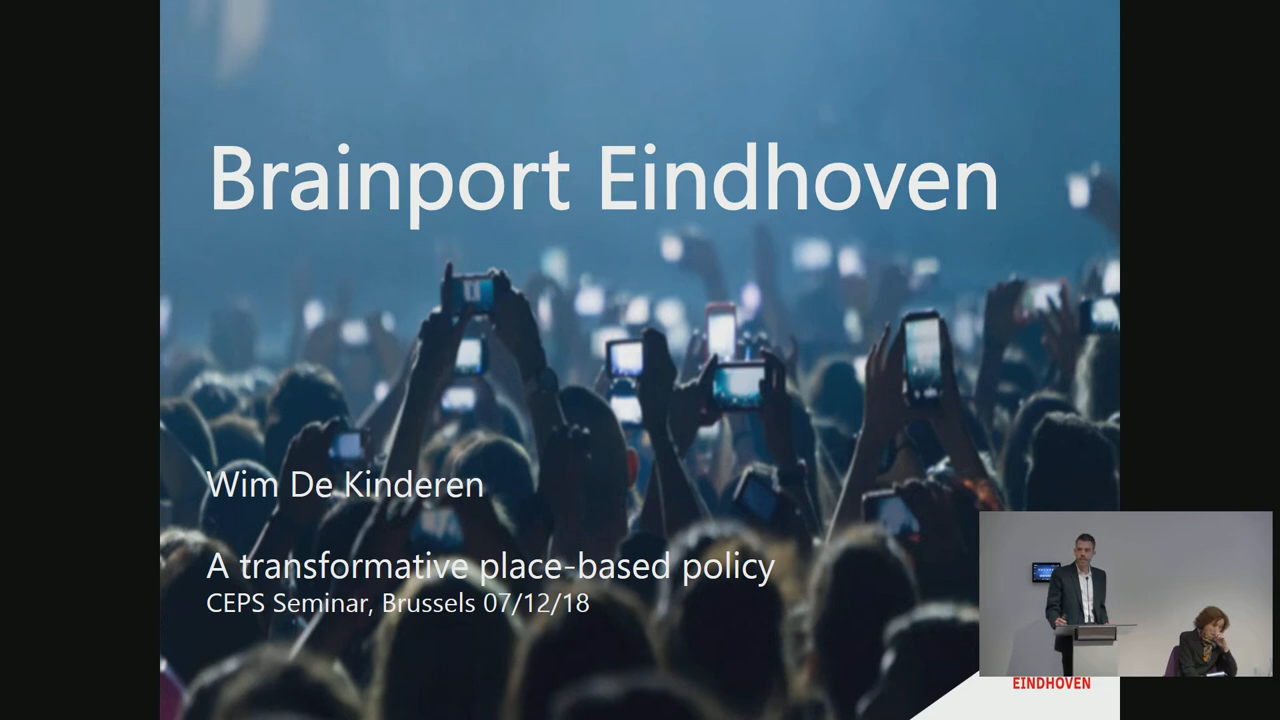 Brainport Eindhoven
Wim De Kinderen
A transformative place-based policy
CEPS Seminar, Brussels 07/12/18
EINDHOVEN